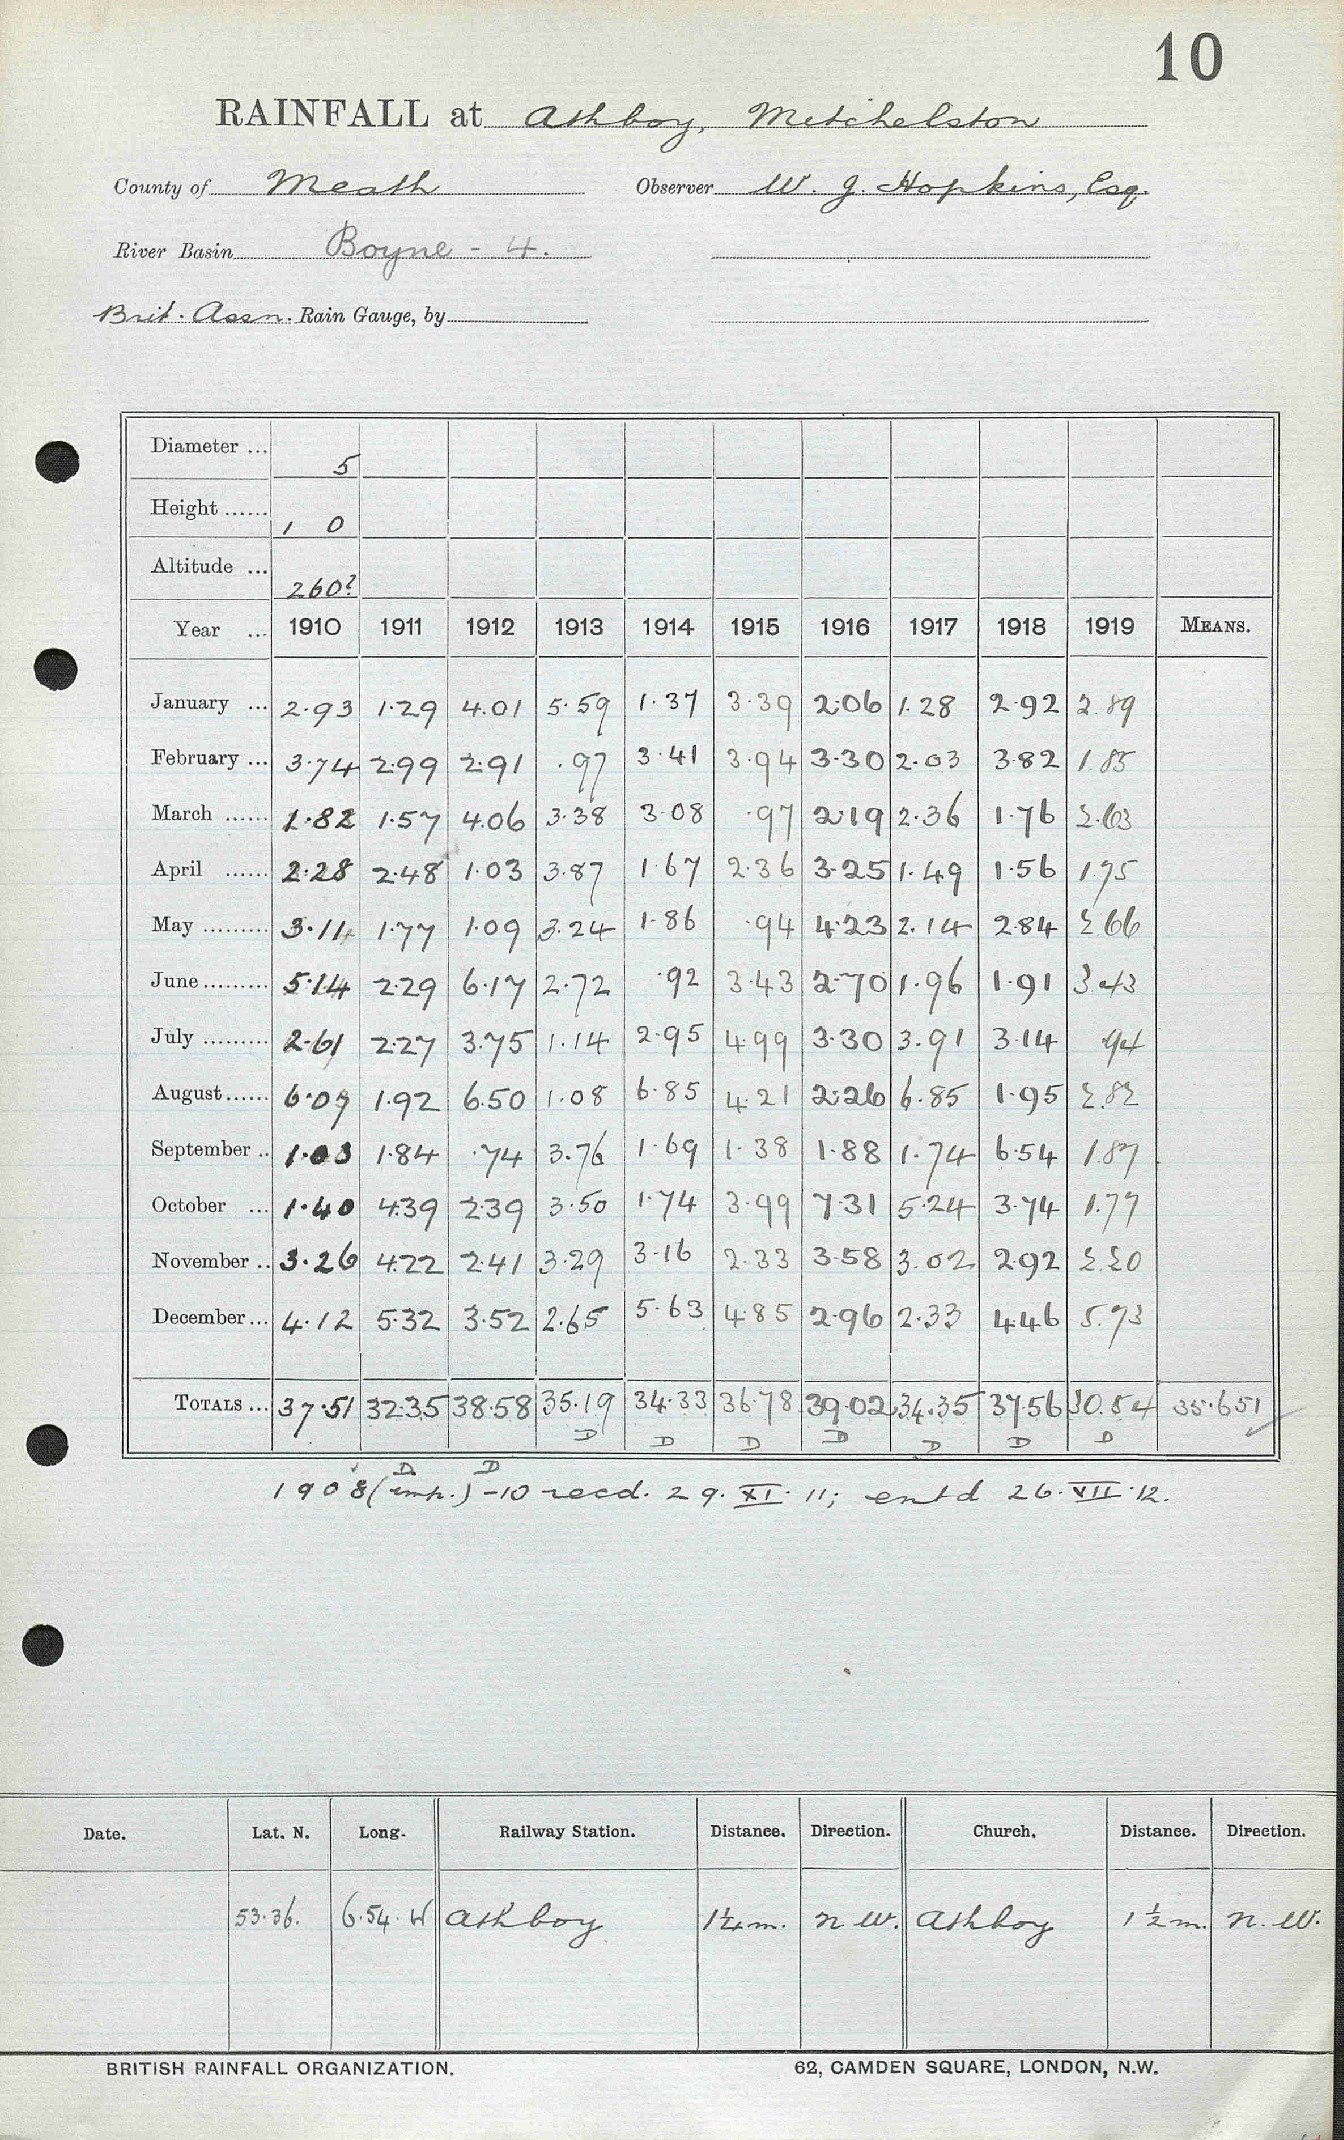 10
RAINFALL at Athboy, Mitchelston
County of Meath Observer W. J. Hopkins, Esq.
River Basin Boyne - 4.
Brit. Assn. Rain Gauge, by
Diameter ... 5
Height ...... 1 0
Altitude ... 260?
Year ... 1910 1911 1912 1913 1914 1915 1916 1917 1918 1919 MEANS.
January ... 2.93 1.29 4.01 5.59 1.37 3.39 2.06 1.28 2.92 2.89
February ... 3.74 2.99 2.91 .97 3.41 3.94 3.30 2.03 3.82 1.85
March ...... 1.82 1.57 4.06 3.38 3.08 .97 2.19 2.36 1.76 2.63
April ...... 2.28 2.48 1.03 3.87 1.67 2.36 3.25 1.49 1.56 1.75
May ......... 3.11 1.77 1.09 3.24 1.86 .94 4.23 2.14 2.84 2.66
June ......... 5.14 2.29 6.17 2.72 .92 3.43 2.70 1.96 1.91 3.43
July ......... 2.61 2.27 3.75 1.14 2.95 4.99 3.30 3.91 3.14 .94
August ...... 6.07 1.92 6.50 1.08 6.85 4.21 2.26 6.85 1.95 2.82
September .. 1.03 1.84 .74 3.76 1.69 1.38 1.88 1.74 6.54 1.87
October ... 1.40 4.39 2.39 3.50 1.74 3.99 7.31 5.24 3.74 1.77
November .. 3.26 4.22 2.41 3.29 3.16 2.33 3.58 3.02 2.92 2.20
December ... 4.12 5.32 3.52 2.65 5.63 4.85 2.96 2.33 4.46 5.73
TOTALS ... 37.51 32.35 38.58 35.19 34.33 36.78 39.02 34.35 37.56 30.54 35.651
D D D D D D D
D D
1908 (imp.) -10 recd. 29. XI. 11; entd 26. VII. 12.
Date. Lat. N. Long. Railway Station. Distance. Direction. Church. Distance. Direction.
53.36. 6.54. W Athboy 1¼ m. N W. Athboy 1½ m. N. W.
BRITISH RAINFALL ORGANIZATION. 62, CAMDEN SQUARE, LONDON, N.W.